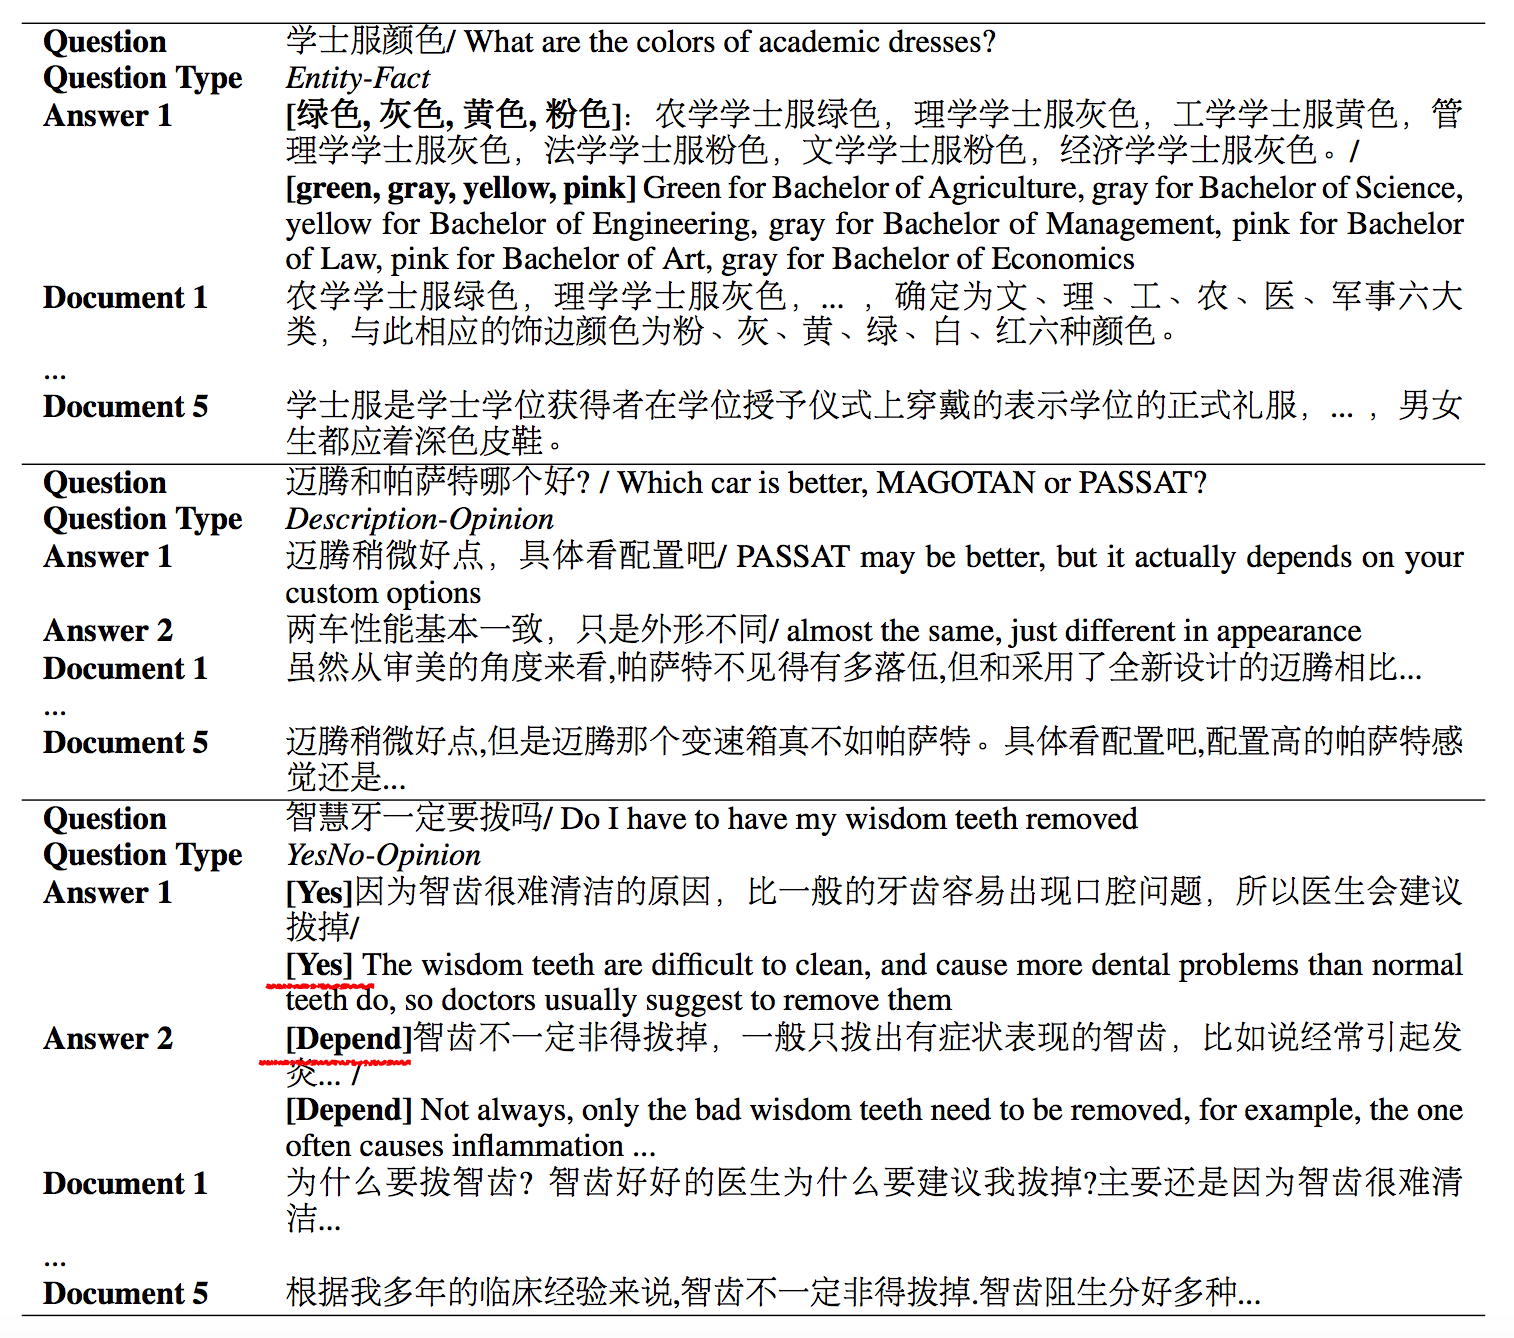 Question 学士服颜色/ What are the colors of academic dresses?
Question Type Entity-Fact
Answer 1 [绿色, 灰色, 黄色, 粉色]：农学学士服绿色，理学学士服灰色，工学学士服黄色，管
理学学士服灰色，法学学士服粉色，文学学士服粉色，经济学学士服灰色。/
[green, gray, yellow, pink] Green for Bachelor of Agriculture, gray for Bachelor of Science,
yellow for Bachelor of Engineering, gray for Bachelor of Management, pink for Bachelor
of Law, pink for Bachelor of Art, gray for Bachelor of Economics
Document 1 农学学士服绿色，理学学士服灰色，... ，确定为文、理、工、农、医、军事六大
类，与此相应的饰边颜色为粉、灰、黄、绿、白、红六种颜色。
...
Document 5 学士服是学士学位获得者在学位授予仪式上穿戴的表示学位的正式礼服，... ，男女
生都应着深色皮鞋。
Question 迈腾和帕萨特哪个好? / Which car is better, MAGOTAN or PASSAT?
Question Type Description-Opinion
Answer 1 迈腾稍微好点，具体看配置吧/ PASSAT may be better, but it actually depends on your
custom options
Answer 2 两车性能基本一致，只是外形不同/ almost the same, just different in appearance
Document 1 虽然从审美的角度来看,帕萨特不见得有多落伍,但和采用了全新设计的迈腾相比...
...
Document 5 迈腾稍微好点,但是迈腾那个变速箱真不如帕萨特。具体看配置吧,配置高的帕萨特感
觉还是...
Question 智慧牙一定要拔吗/ Do I have to have my wisdom teeth removed
Question Type YesNo-Opinion
Answer 1 [Yes]因为智齿很难清洁的原因，比一般的牙齿容易出现口腔问题，所以医生会建议
拔掉/
[Yes] The wisdom teeth are difficult to clean, and cause more dental problems than normal
teeth do, so doctors usually suggest to remove them
Answer 2 [Depend]智齿不一定非得拔掉，一般只拔出有症状表现的智齿，比如说经常引起发
炎... /
[Depend] Not always, only the bad wisdom teeth need to be removed, for example, the one
often causes inflammation ...
Document 1 为什么要拔智齿? 智齿好好的医生为什么要建议我拔掉?主要还是因为智齿很难清
洁...
...
Document 5 根据我多年的临床经验来说,智齿不一定非得拔掉.智齿阻生分好多种...